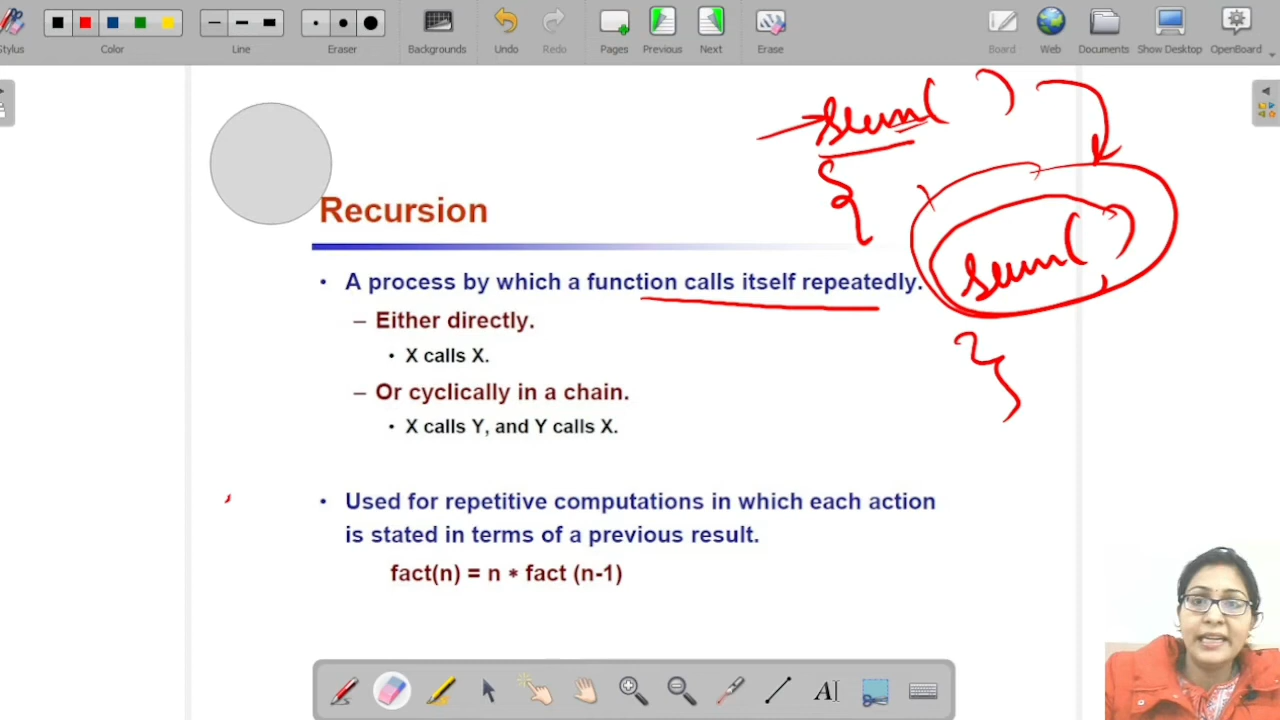 Stylus
Color
Line
Eraser
Backgrounds
Undo
Redo
Pages
Previous
Next
Erase
Board
Web
Documents
Show Desktop
OpenBoard
sum( )
{
sum( );
}
Recursion
• A process by which a function calls itself repeatedly.
– Either directly.
• X calls X.
– Or cyclically in a chain.
• X calls Y, and Y calls X.
• Used for repetitive computations in which each action
is stated in terms of a previous result.
fact(n) = n * fact (n-1)
AI